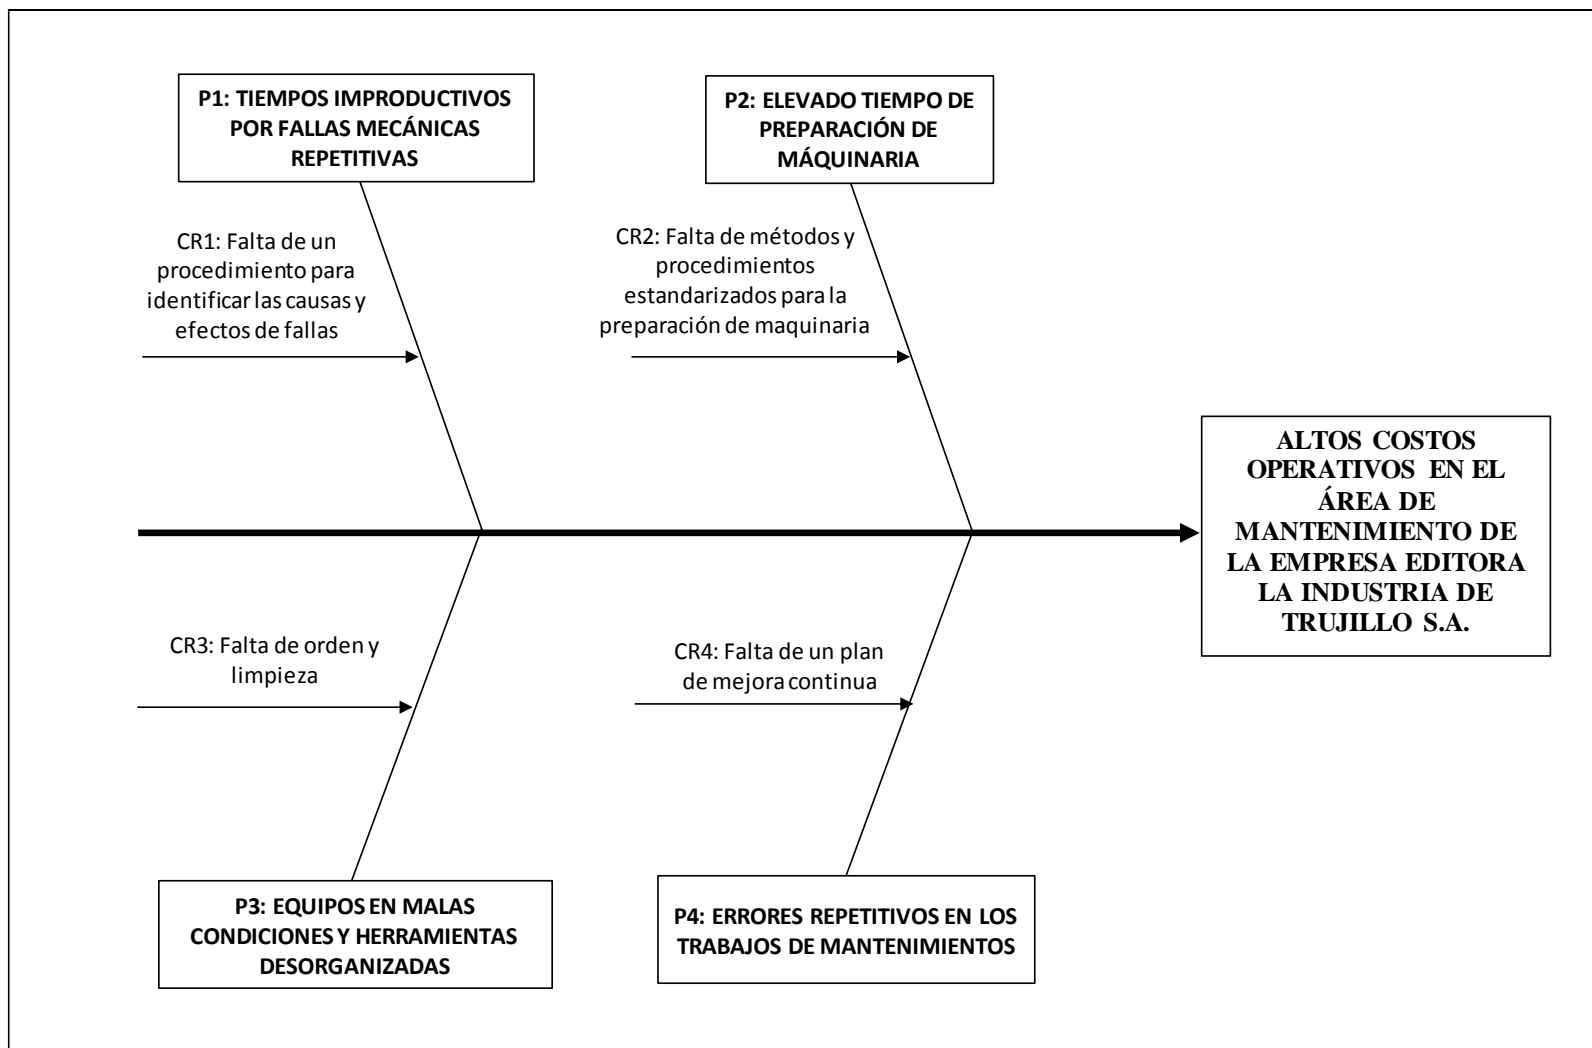 P1: TIEMPOS IMPRODUCTIVOS
POR FALLAS MECÁNICAS
REPETITIVAS
P2: ELEVADO TIEMPO DE
PREPARACIÓN DE
MÁQUINARIA
CR1: Falta de un
procedimiento para
identificar las causas y
efectos de fallas
CR2: Falta de métodos y
procedimientos
estandarizados para la
preparación de maquinaria
ALTOS COSTOS
OPERATIVOS EN EL
ÁREA DE
MANTENIMIENTO DE
LA EMPRESA EDITORA
LA INDUSTRIA DE
TRUJILLO S.A.
CR3: Falta de orden y
limpieza
CR4: Falta de un plan
de mejora continua
P3: EQUIPOS EN MALAS
CONDICIONES Y HERRAMIENTAS
DESORGANIZADAS
P4: ERRORES REPETITIVOS EN LOS
TRABAJOS DE MANTENIMIENTOS